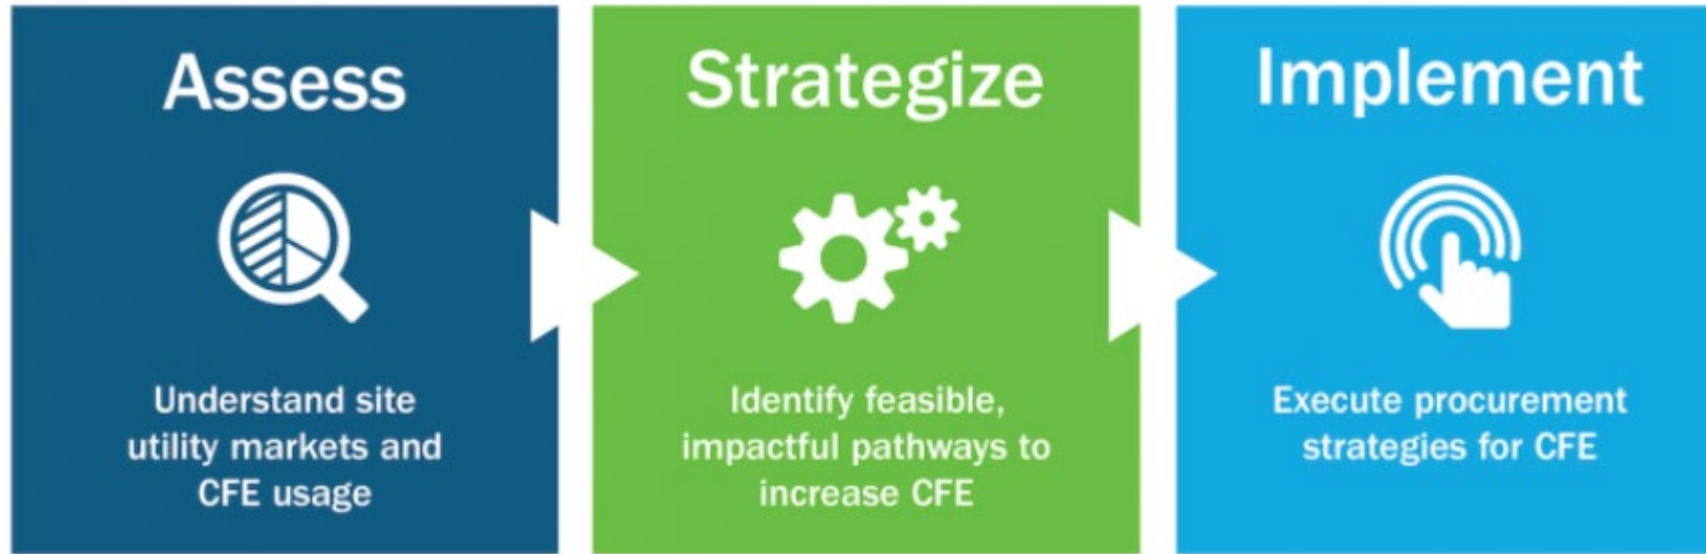 Assess
Understand site
utility markets and
CFE usage
Strategize
Identify feasible,
impactful pathways to
increase CFE
Implement
Execute procurement
strategies for CFE